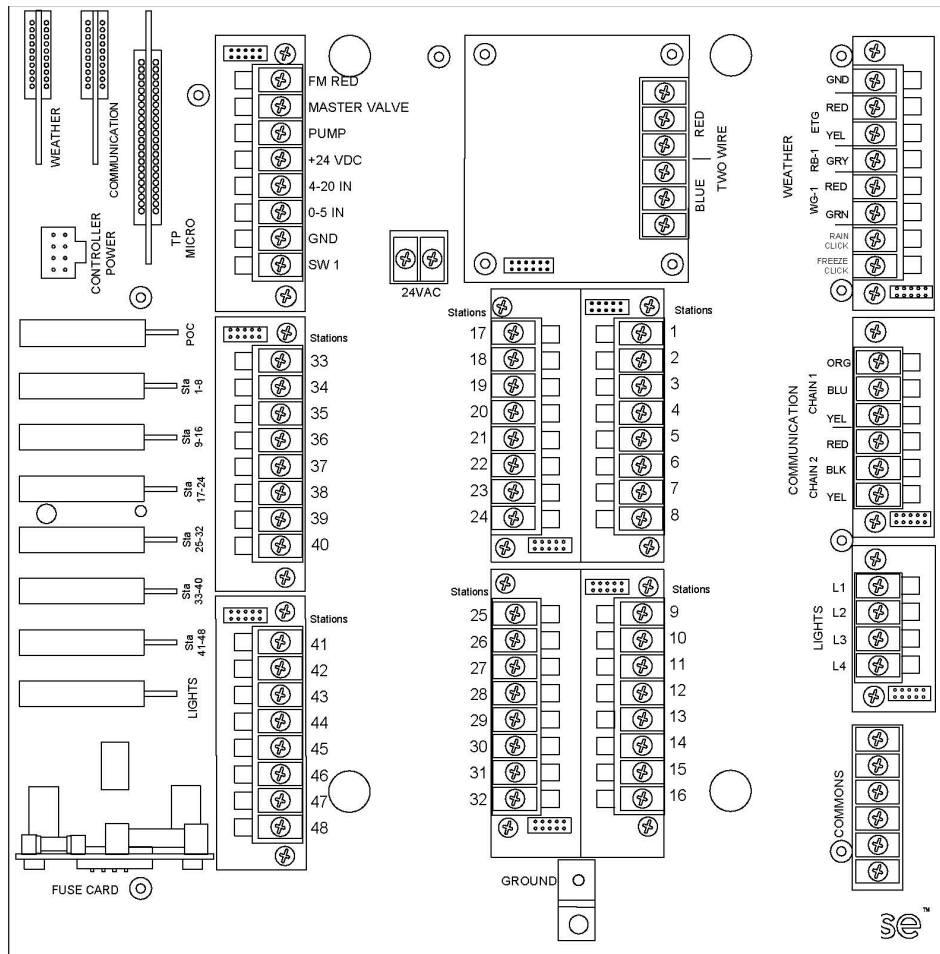 WEATHER
COMMUNICATION
TP
MICRO
CONTROLLER
POWER
FM RED
MASTER VALVE
PUMP
+24 VDC
4-20 IN
0-5 IN
GND
SW 1
24VAC
BLUE | RED
TWO WIRE
WEATHER
ETG
RB-1
WG-1
GND
RED
YEL
GRY
RED
GRN
RAIN
CLICK
FREEZE
CLICK
POC
Sta
1-8
Sta
9-16
Sta
17-24
Sta
25-32
Sta
33-40
Sta
41-48
LIGHTS
Stations
33
34
35
36
37
38
39
40
Stations
41
42
43
44
45
46
47
48
Stations
17
18
19
20
21
22
23
24
Stations
1
2
3
4
5
6
7
8
Stations
25
26
27
28
29
30
31
32
Stations
9
10
11
12
13
14
15
16
COMMUNICATION
CHAIN 1
CHAIN 2
ORG
BLU
YEL
RED
BLK
YEL
LIGHTS
L1
L2
L3
L4
COMMONS
FUSE CARD
GROUND
se™